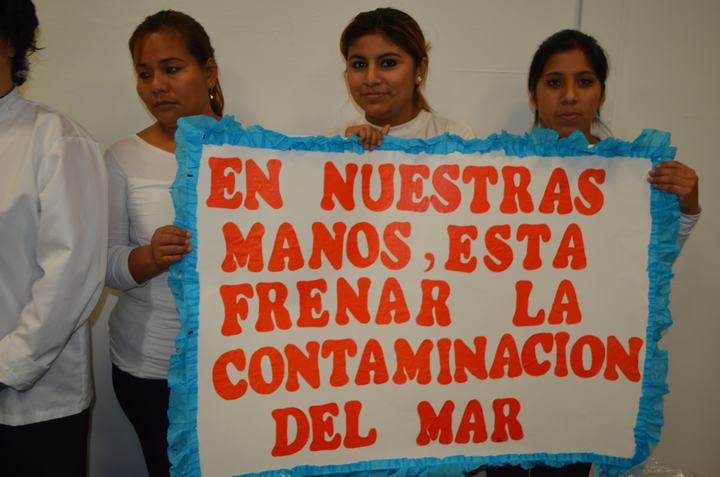 EN NUESTRAS
MANOS, ESTA
FRENAR LA
CONTAMINACION
DEL MAR